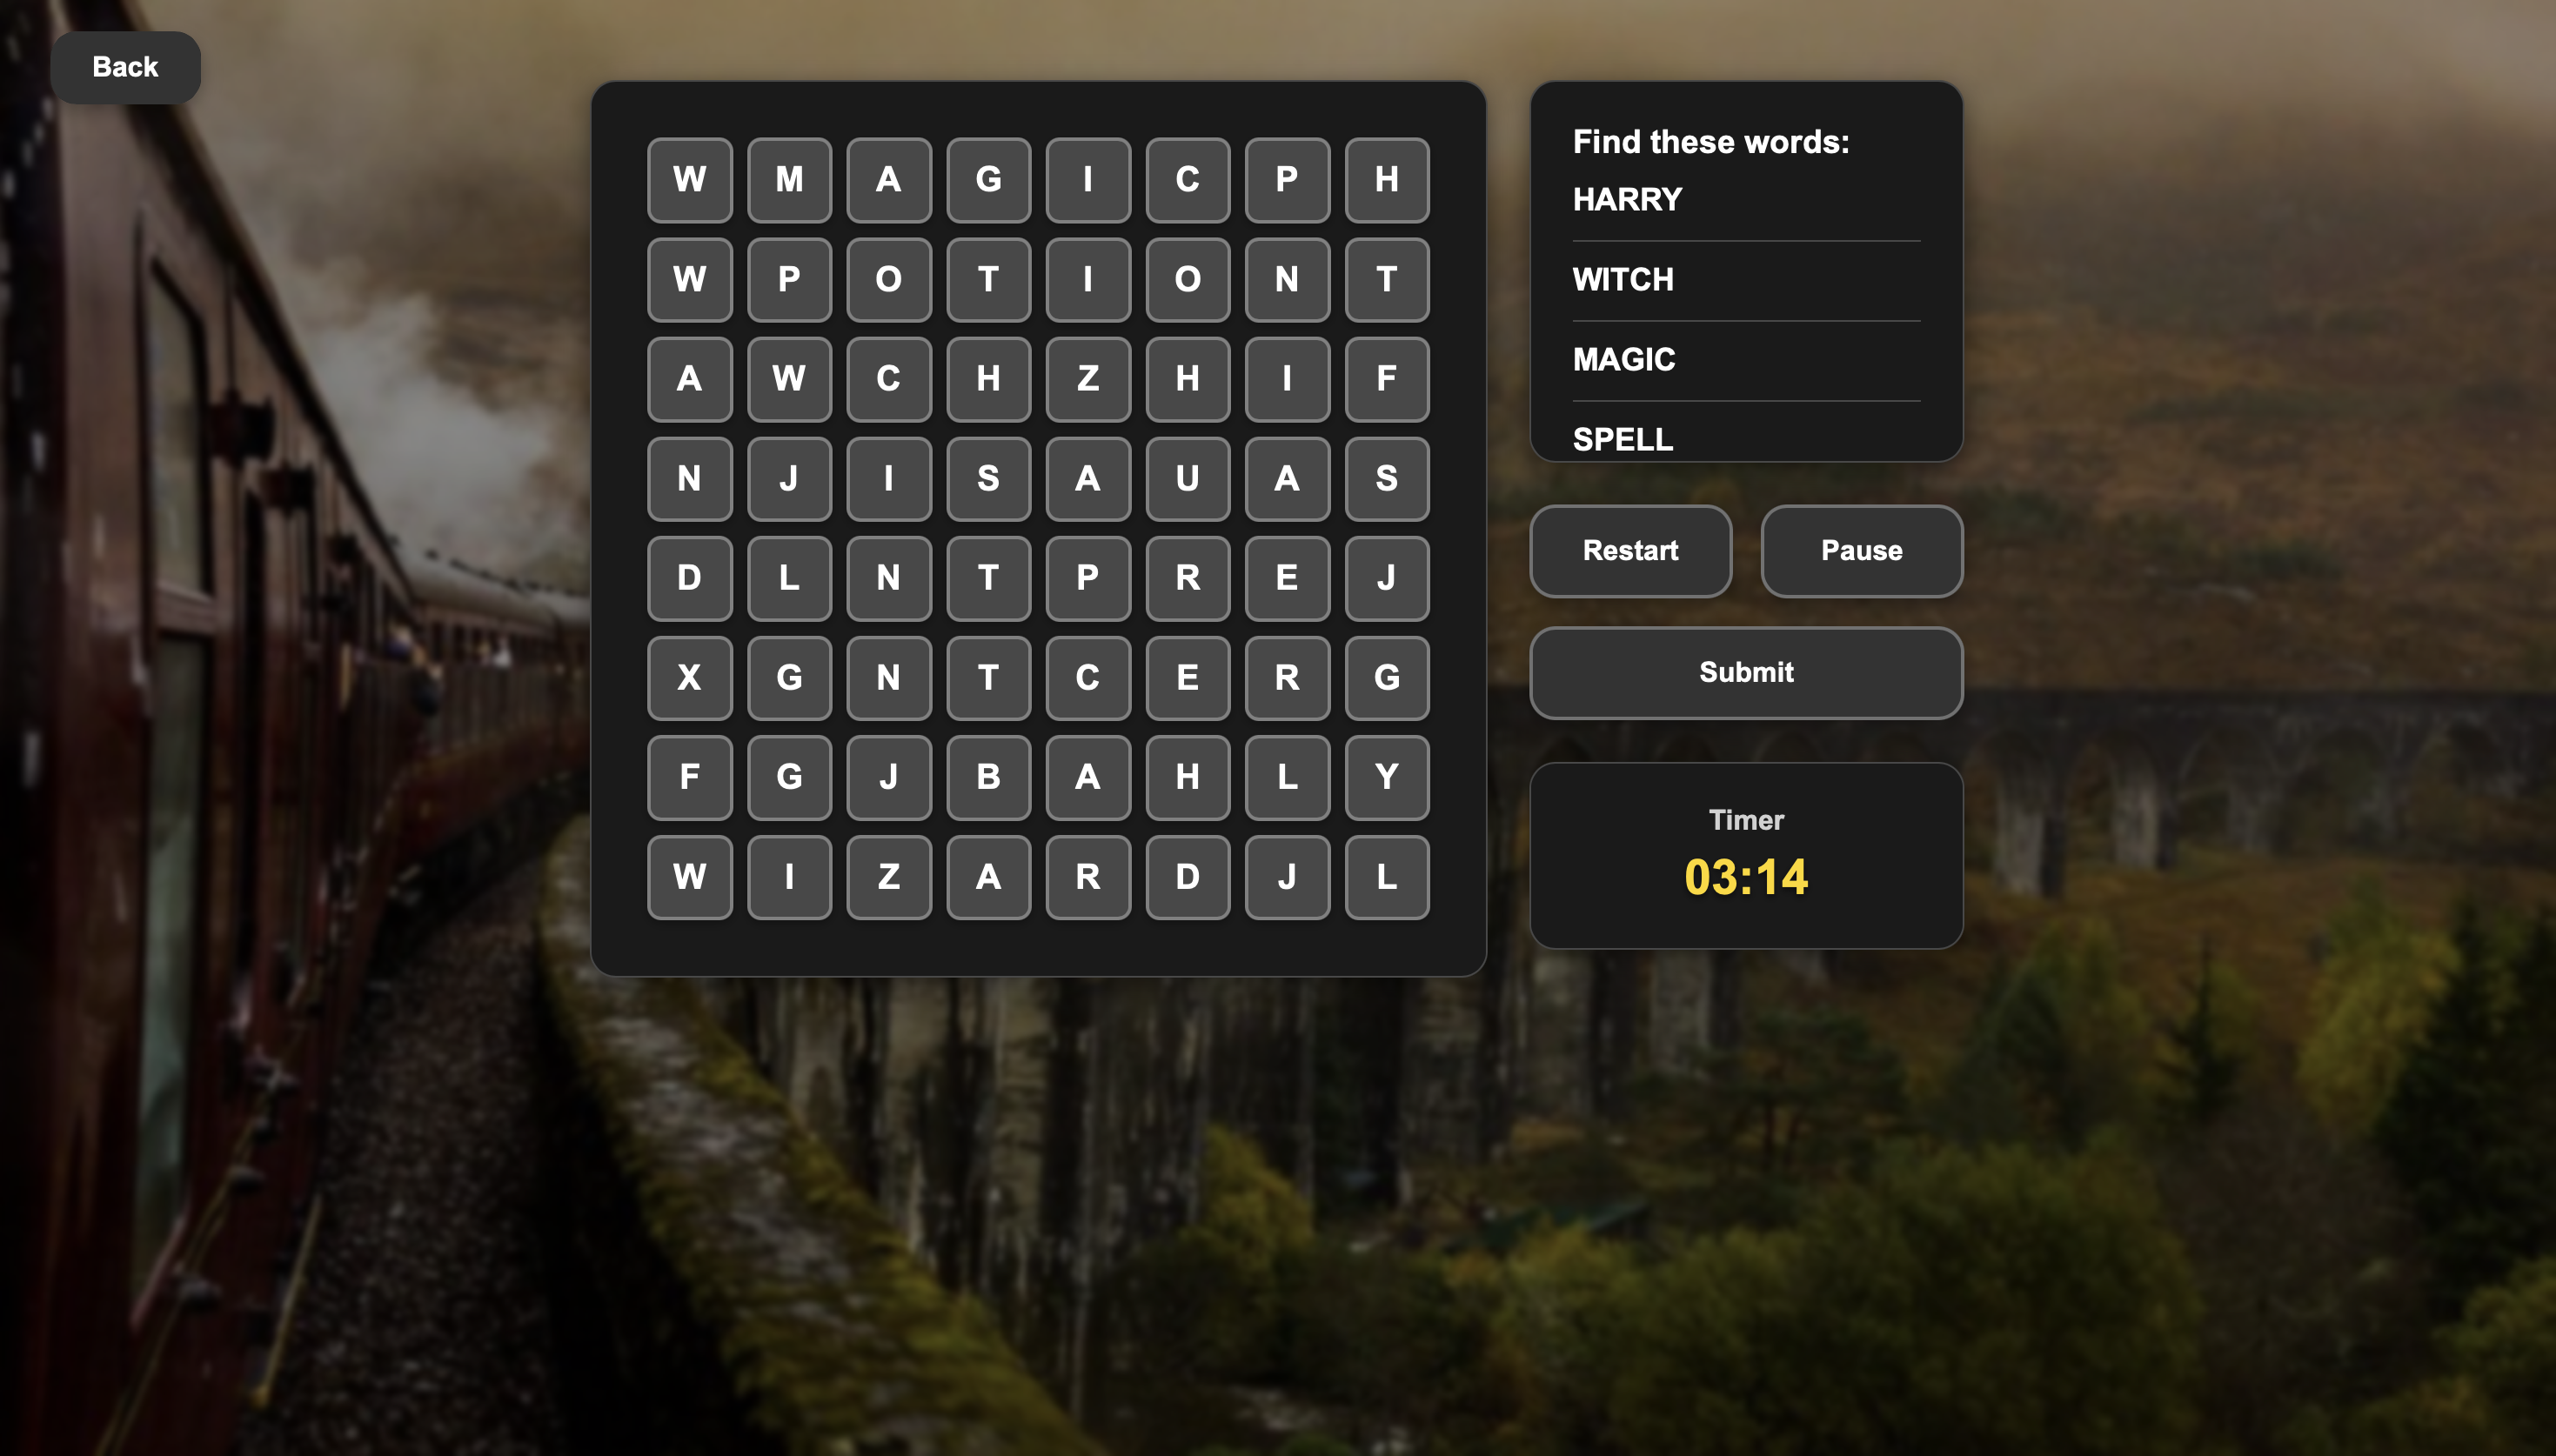 Back
W M A G I C P H
W P O T I O N T
A W C H Z H I F
N J I S A U A S
D L N T P R E J
X G N T C E R G
F G J B A H L Y
W I Z A R D J L
Find these words:
HARRY
WITCH
MAGIC
SPELL
Restart Pause
Submit
Timer
03:14